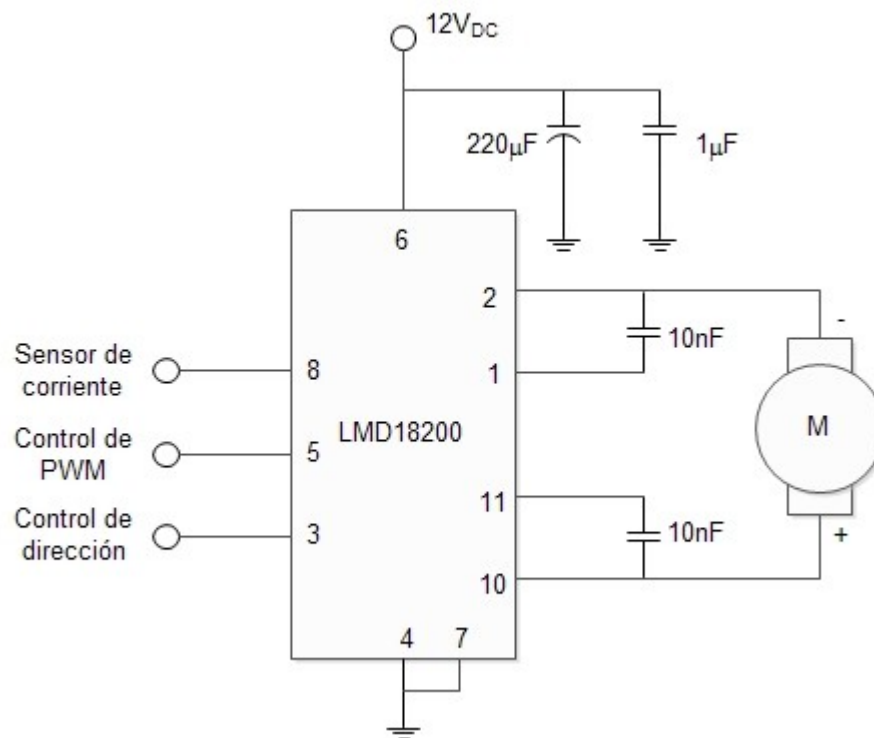 12VDC
220µF
1µF
6
2
10nF
-
Sensor de
corriente
8
1
LMD18200
M
Control de
PWM
5
11
10nF
+
Control de
dirección
3
10
4
7